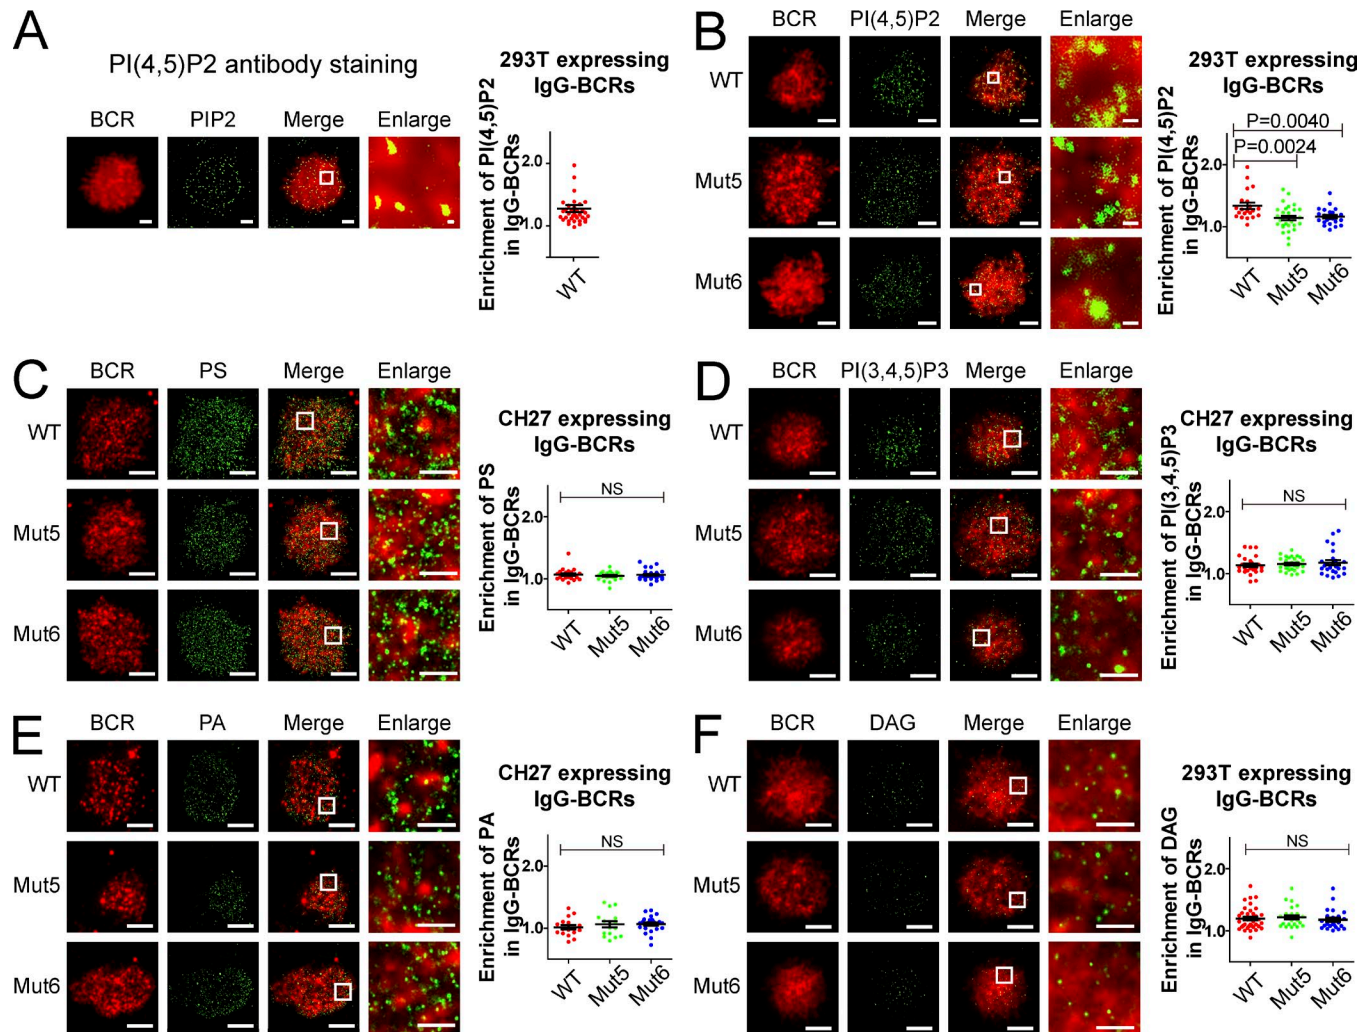 A
PI(4,5)P2 antibody staining
BCR PIP2 Merge Enlarge
293T expressing
IgG-BCRs
Enrichment of PI(4,5)P2
in IgG-BCRs
2.0
1.0
WT
B
BCR PI(4,5)P2 Merge Enlarge
WT
Mut5
Mut6
293T expressing
IgG-BCRs
P=0.0040
P=0.0024
Enrichment of PI(4,5)P2
in IgG-BCRs
2.0
1.0
WT Mut5 Mut6
C
BCR PS Merge Enlarge
WT
Mut5
Mut6
CH27 expressing
IgG-BCRs
NS
Enrichment of PS
in IgG-BCRs
2.0
1.0
WT Mut5 Mut6
D
BCR PI(3,4,5)P3 Merge Enlarge
WT
Mut5
Mut6
CH27 expressing
IgG-BCRs
NS
Enrichment of PI(3,4,5)P3
in IgG-BCRs
2.0
1.0
WT Mut5 Mut6
E
BCR PA Merge Enlarge
WT
Mut5
Mut6
CH27 expressing
IgG-BCRs
NS
Enrichment of PA
in IgG-BCRs
2.0
1.0
WT Mut5 Mut6
F
BCR DAG Merge Enlarge
WT
Mut5
Mut6
293T expressing
IgG-BCRs
NS
Enrichment of DAG
in IgG-BCRs
2.0
1.0
WT Mut5 Mut6